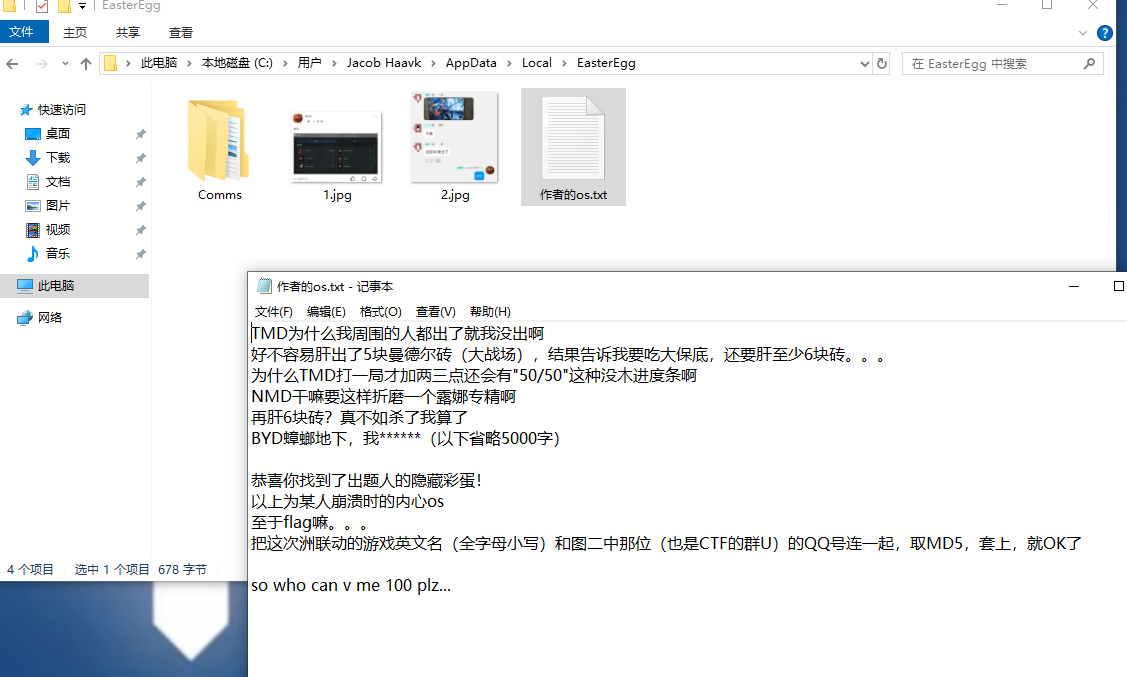 EasterEgg
文件 主页 共享 查看
此电脑 本地磁盘 (C:) 用户 Jacob Haavk AppData Local EasterEgg
在 EasterEgg 中搜索
快速访问
桌面
下载
文档
图片
视频
音乐
此电脑
网络
Comms
1.jpg
2.jpg
作者的os.txt
4 个项目 选中 1 个项目 678 字节
作者的os.txt - 记事本
文件(F) 编辑(E) 格式(O) 查看(V) 帮助(H)
TMD为什么我周围的人都出了就我没出啊
好不容易肝出了5块曼德尔砖（大战场），结果告诉我要吃大保底，还要肝至少6块砖。。。
为什么TMD打一局才加两三点还会有"50/50"这种没木进度条啊
NMD干嘛要这样折磨一个露娜专精啊
再肝6块砖？真不如杀了我算了
BYD蟑螂地下，我******（以下省略5000字）
恭喜你找到了出题人的隐藏彩蛋！
以上为某人崩溃时的内心os
至于flag嘛。。。
把这次洲联动的游戏英文名（全字母小写）和图二中那位（也是CTF的群U）的QQ号连一起，取MD5，套上，就OK了
so who can v me 100 plz...